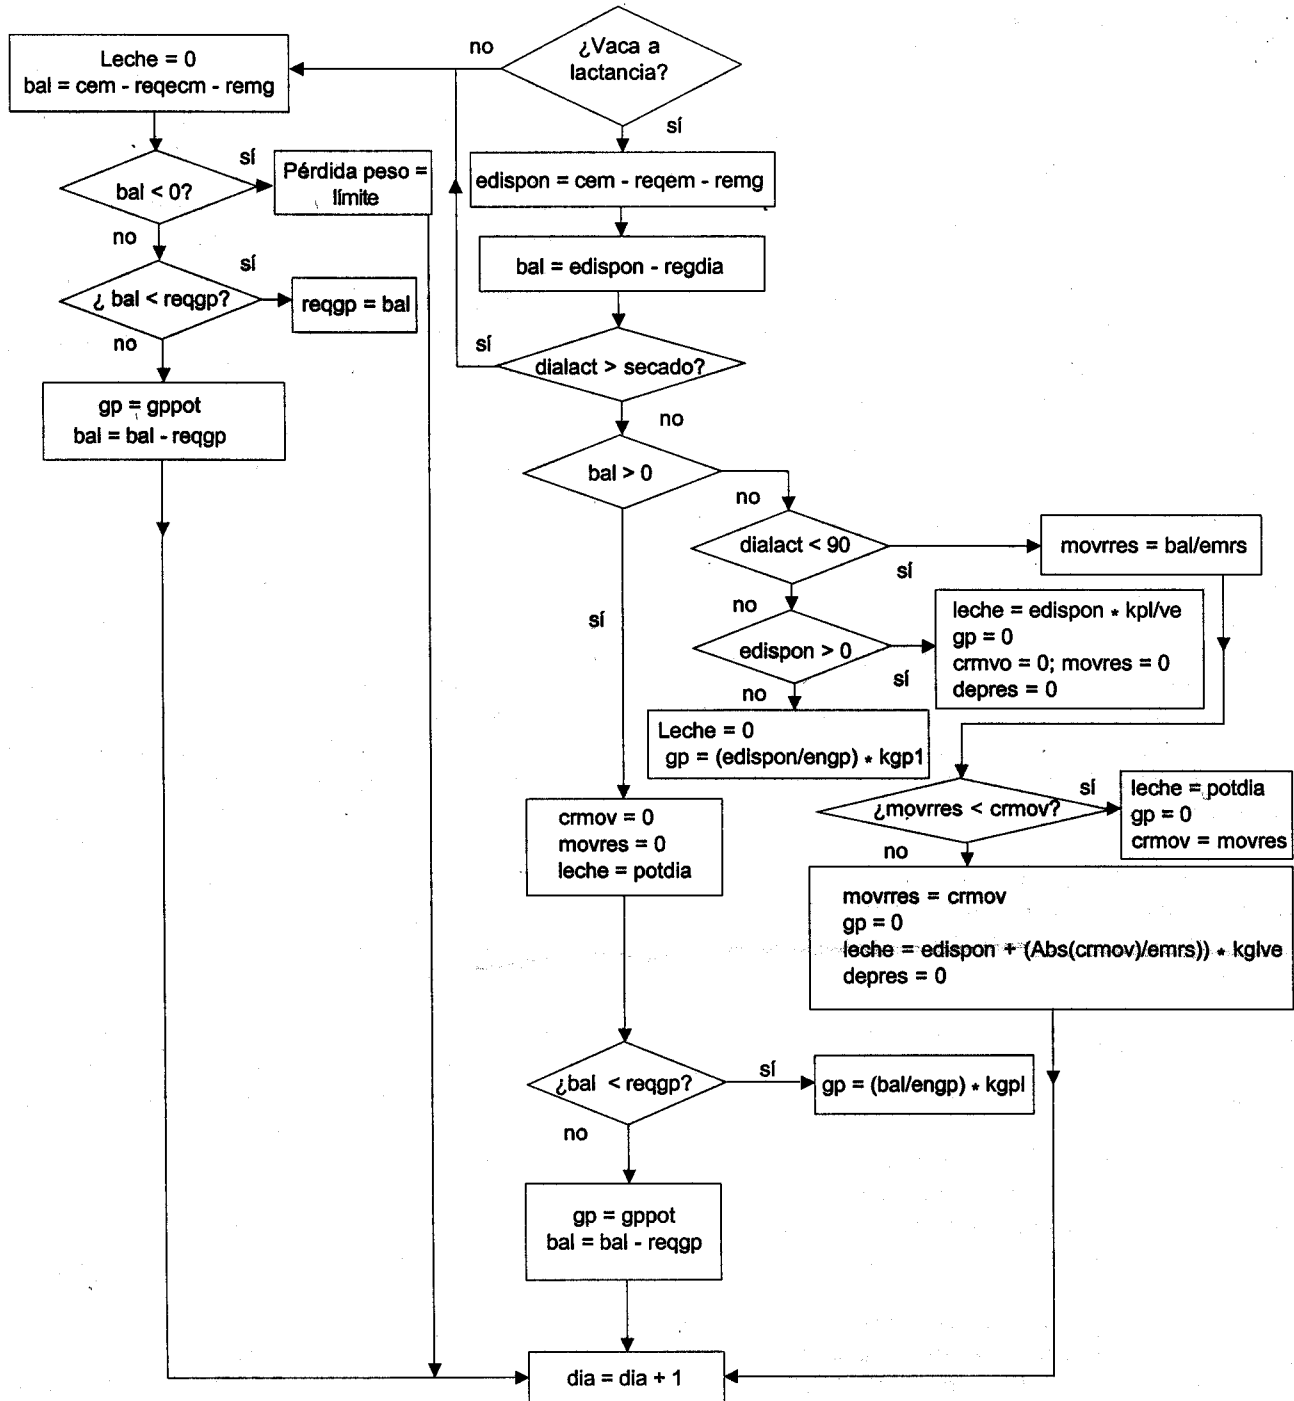 ¿Vaca a
lactancia?
no
sí
Leche = 0
bal = cem - reqecm - remg
bal < 0?
sí
Pérdida peso =
límite
no
¿ bal < reqgp?
sí
reqgp = bal
no
gp = gppot
bal = bal - reqgp
edispon = cem - reqem - remg
bal = edispon - regdia
dialact > secado?
sí
no
bal > 0
no
sí
dialact < 90
sí
no
movrres = bal/emrs
edispon > 0
sí
no
leche = edispon * kpl/ve
gp = 0
crmvo = 0; movres = 0
depres = 0
Leche = 0
gp = (edispon/engp) * kgp1
¿movrres < crmov?
sí
no
leche = potdia
gp = 0
crmov = movres
crmov = 0
movres = 0
leche = potdia
movrres = crmov
gp = 0
leche = edispon + (Abs(crmov)/emrs)) * kglve
depres = 0
¿bal < reqgp?
sí
no
gp = (bal/engp) * kgpl
gp = gppot
bal = bal - reqgp
dia = dia + 1